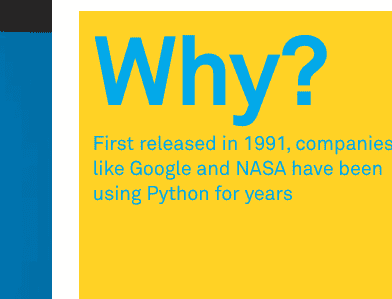 Why?
First released in 1991, companies
like Google and NASA have been
using Python for years